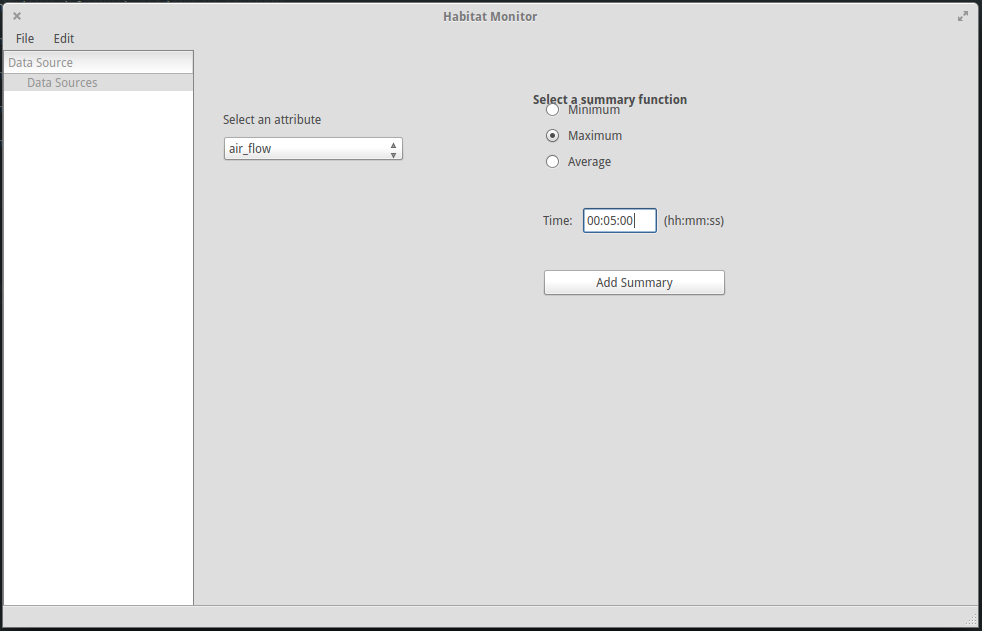 Habitat Monitor
File Edit
Data Source
Data Sources
Select an attribute
air_flow
Select a summary function
Minimum
Maximum
Average
Time: 00:05:00 (hh:mm:ss)
Add Summary